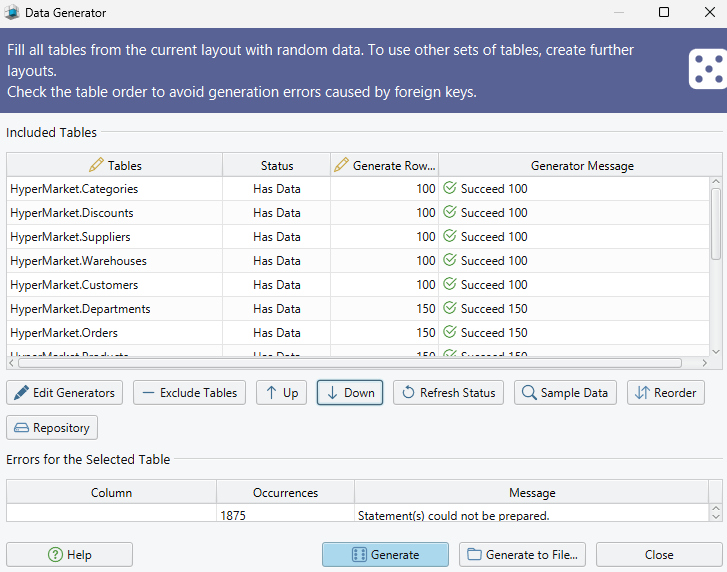 Data Generator
Fill all tables from the current layout with random data. To use other sets of tables, create further
layouts.
Check the table order to avoid generation errors caused by foreign keys.
Included Tables
Tables Status Generate Row... Generator Message
HyperMarket.Categories Has Data 100 Succeed 100
HyperMarket.Discounts Has Data 100 Succeed 100
HyperMarket.Suppliers Has Data 100 Succeed 100
HyperMarket.Warehouses Has Data 100 Succeed 100
HyperMarket.Customers Has Data 100 Succeed 100
HyperMarket.Departments Has Data 150 Succeed 150
HyperMarket.Orders Has Data 150 Succeed 150
HyperMarket.Products Has Data 150 Succeed 150
Edit Generators Exclude Tables Up Down Refresh Status Sample Data Reorder
Repository
Errors for the Selected Table
Column Occurrences Message
1875 Statement(s) could not be prepared.
Help Generate Generate to File... Close